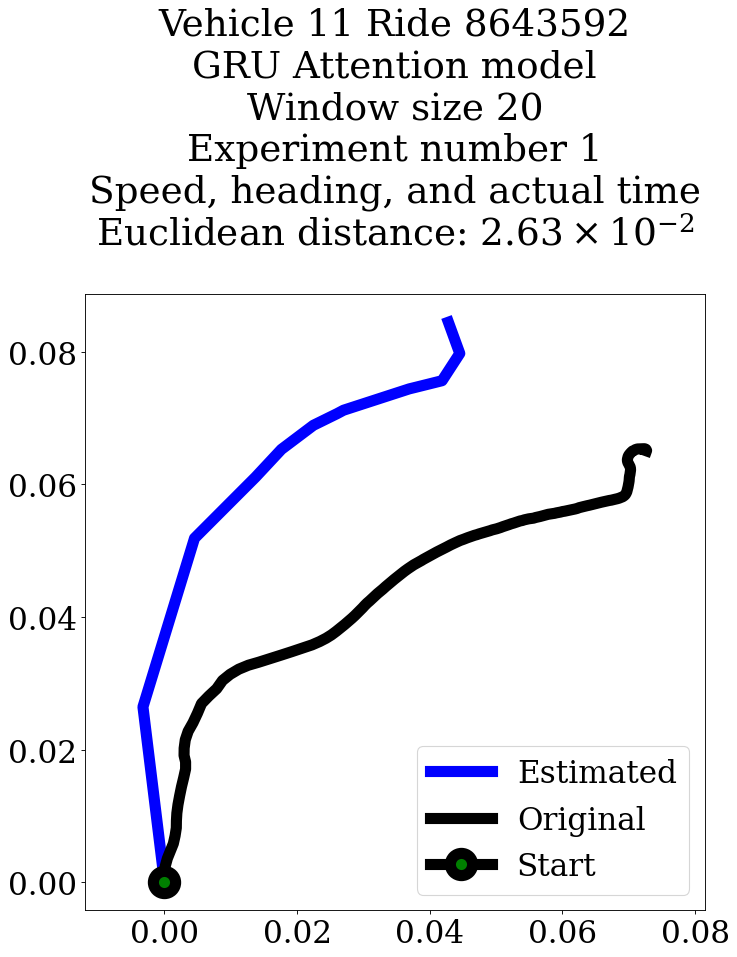 Vehicle 11 Ride 8643592
GRU Attention model
Window size 20
Experiment number 1
Speed, heading, and actual time
Euclidean distance: 2.63 × 10⁻²
0.08
0.06
0.04
0.02
0.00
Estimated
Original
Start
0.00 0.02 0.04 0.06 0.08